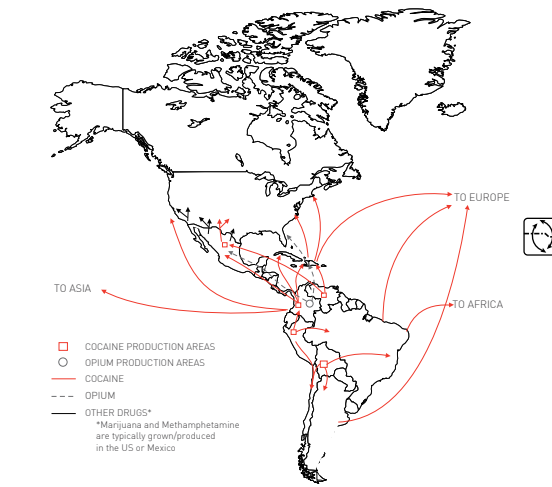 TO EUROPE
TO ASIA
TO AFRICA
COCAINE PRODUCTION AREAS
OPIUM PRODUCTION AREAS
COCAINE
OPIUM
OTHER DRUGS*
*Marijuana and Methamphetamine
are typically grown/produced
in the US or Mexico